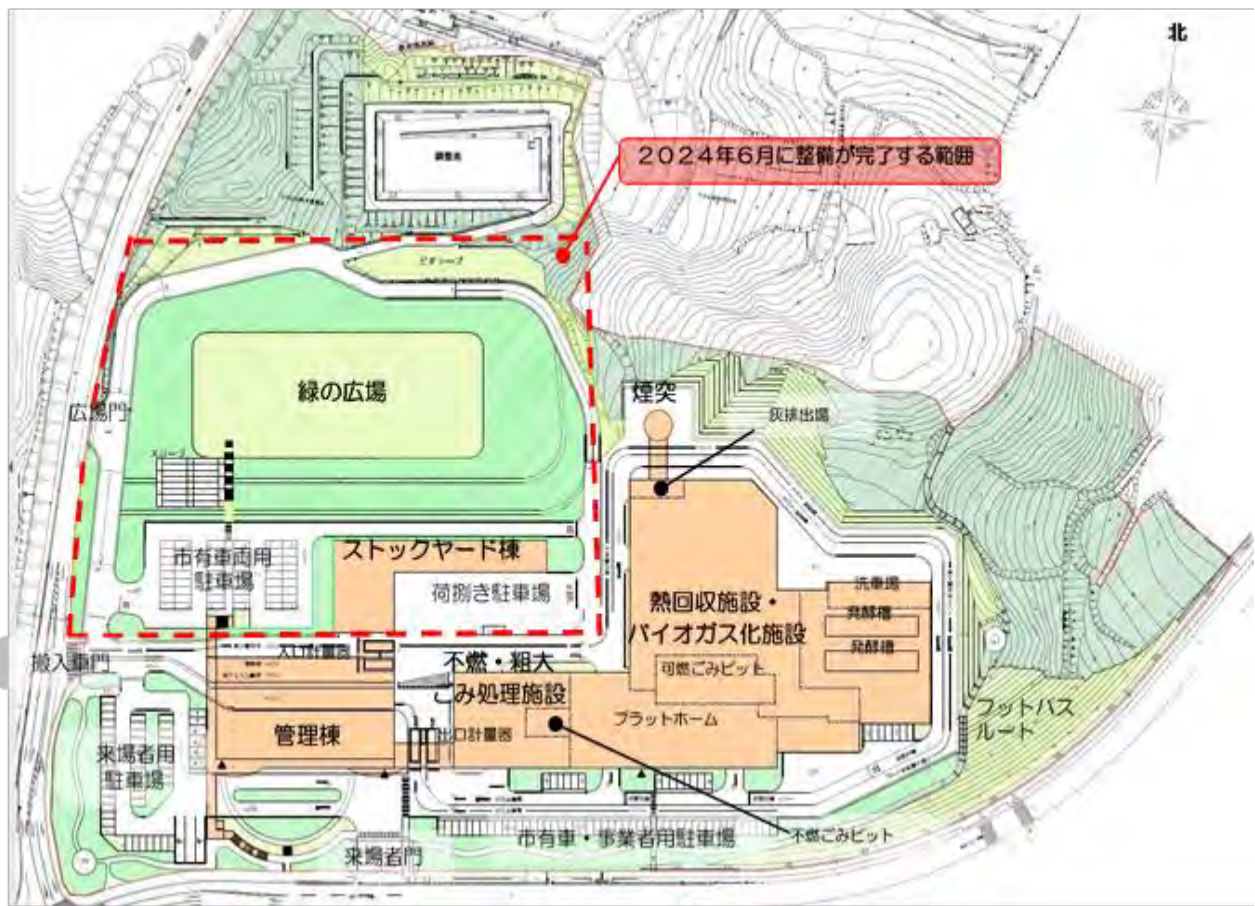 北
調整池
2024年6月に整備が完了する範囲
ビオトープ
緑の広場
煙突
広場門
灰排出場
市有車両用
駐車場
ストックヤード棟
荷捌き駐車場
熱回収施設・
バイオガス化施設
洗車場
発酵槽
発酵槽
搬入車門
入口計量器
不燃・粗大
ごみ処理施設
可燃ごみピット
プラットホーム
フットパス
ルート
管理棟
出口計量器
来場者用
駐車場
市有車・事業者用駐車場
不燃ごみピット
来場者門